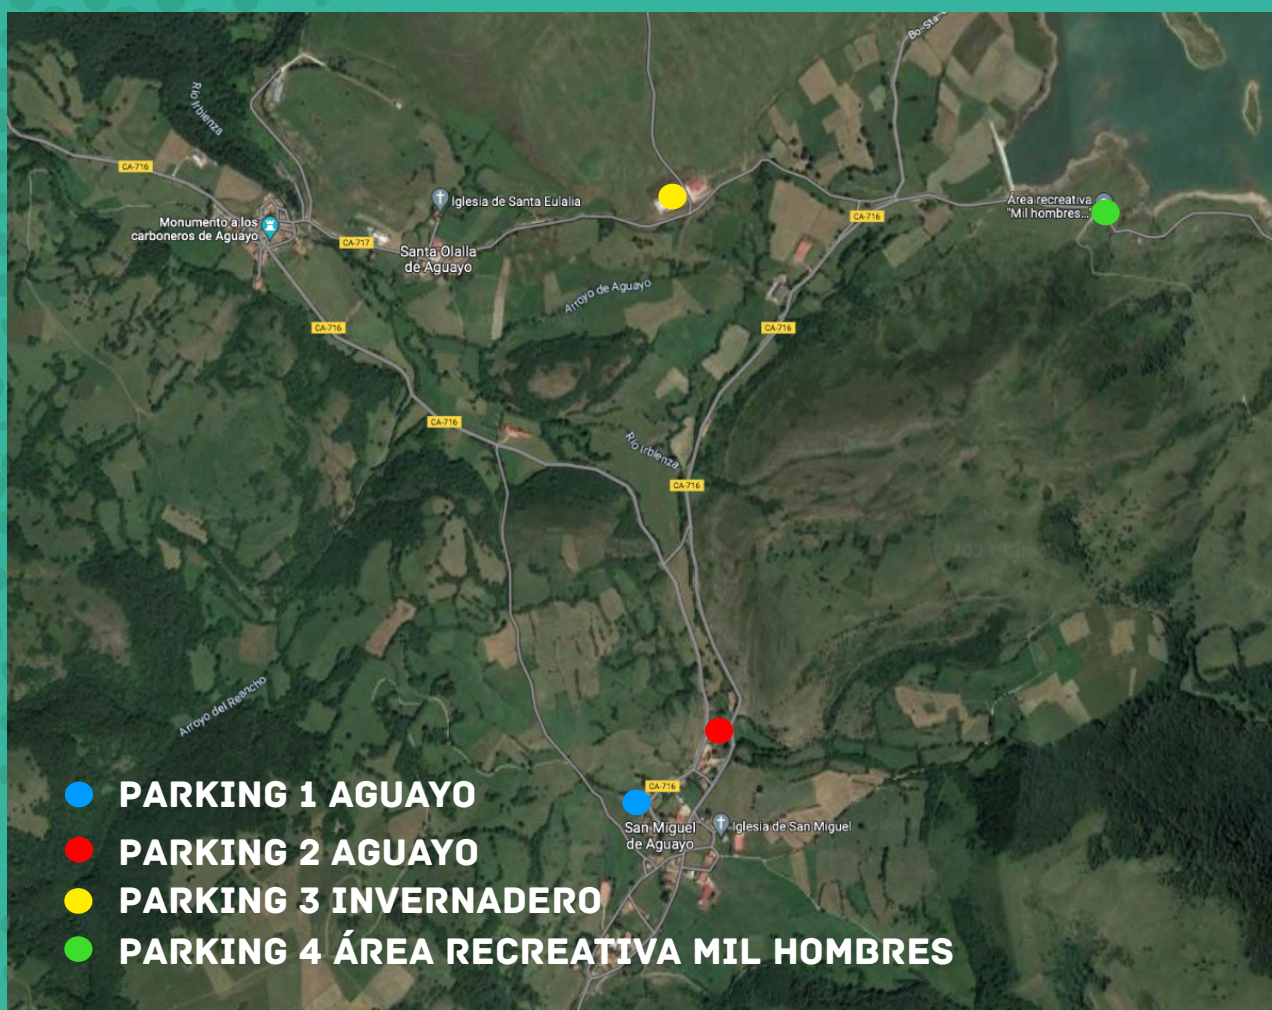 Bo-Sta-
Río Irbienza
CA-716
Iglesia de Santa Eulalia
Área recreativa
"Mil hombres...
Monumento a los
carboneros de Aguayo
CA-716
CA-717
Santa Olalla
de Aguayo
Arroyo de Aguayo
CA-716
CA-716
CA-716
Río Irbienza
CA-716
Arroyo del Reancho
CA-716
San Miguel
de Aguayo
Iglesia de San Miguel
PARKING 1 AGUAYO
PARKING 2 AGUAYO
PARKING 3 INVERNADERO
PARKING 4 ÁREA RECREATIVA MIL HOMBRES